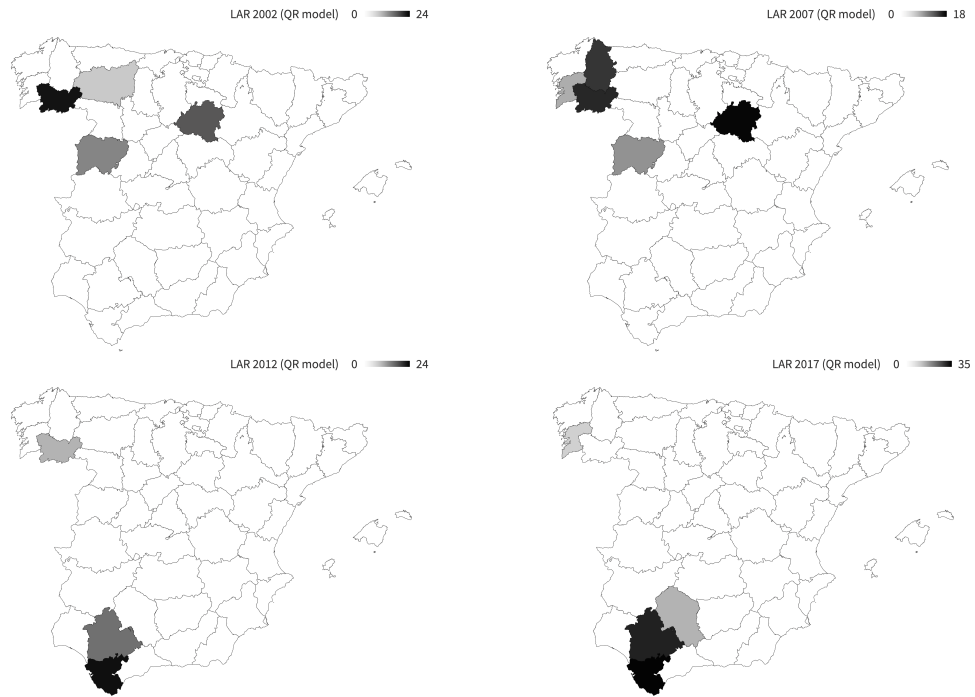 LAR 2002 (QR model) 0 24
LAR 2007 (QR model) 0 18
LAR 2012 (QR model) 0 24
LAR 2017 (QR model) 0 35